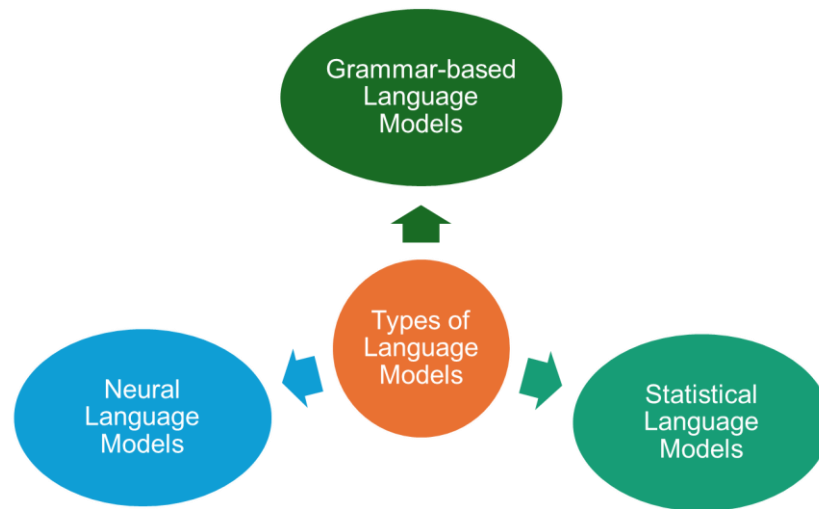 Grammar-based
Language
Models
Types of
Language
Models
Neural
Language
Models
Statistical
Language
Models